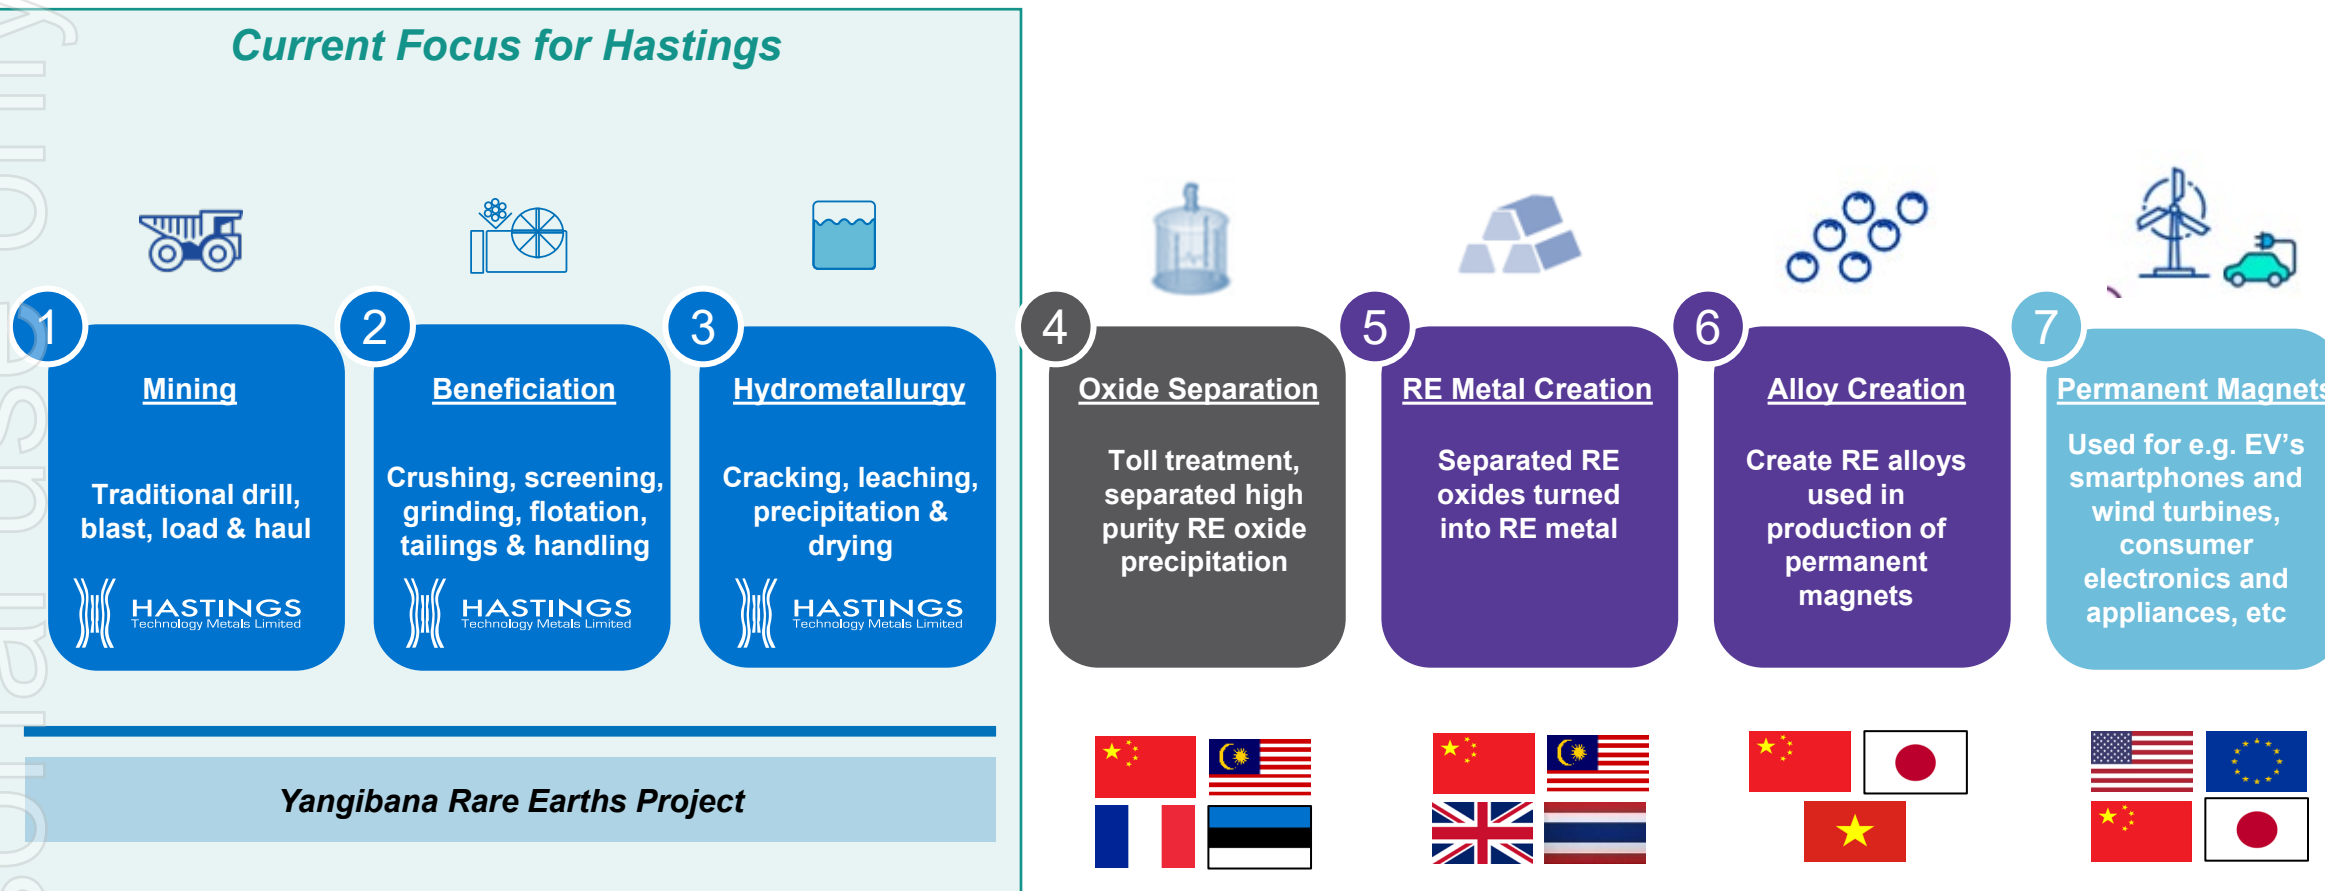 Current Focus for Hastings
1
Mining
Traditional drill,
blast, load & haul
HASTINGS
Technology Metals Limited
2
Beneficiation
Crushing, screening,
grinding, flotation,
tailings & handling
HASTINGS
Technology Metals Limited
3
Hydrometallurgy
Cracking, leaching,
precipitation &
drying
HASTINGS
Technology Metals Limited
4
Oxide Separation
Toll treatment,
separated high
purity RE oxide
precipitation
5
RE Metal Creation
Separated RE
oxides turned
into RE metal
6
Alloy Creation
Create RE alloys
used in
production of
permanent
magnets
7
Permanent Magnets
Used for e.g. EV's
smartphones and
wind turbines,
consumer
electronics and
appliances, etc
Yangibana Rare Earths Project
sonal use only